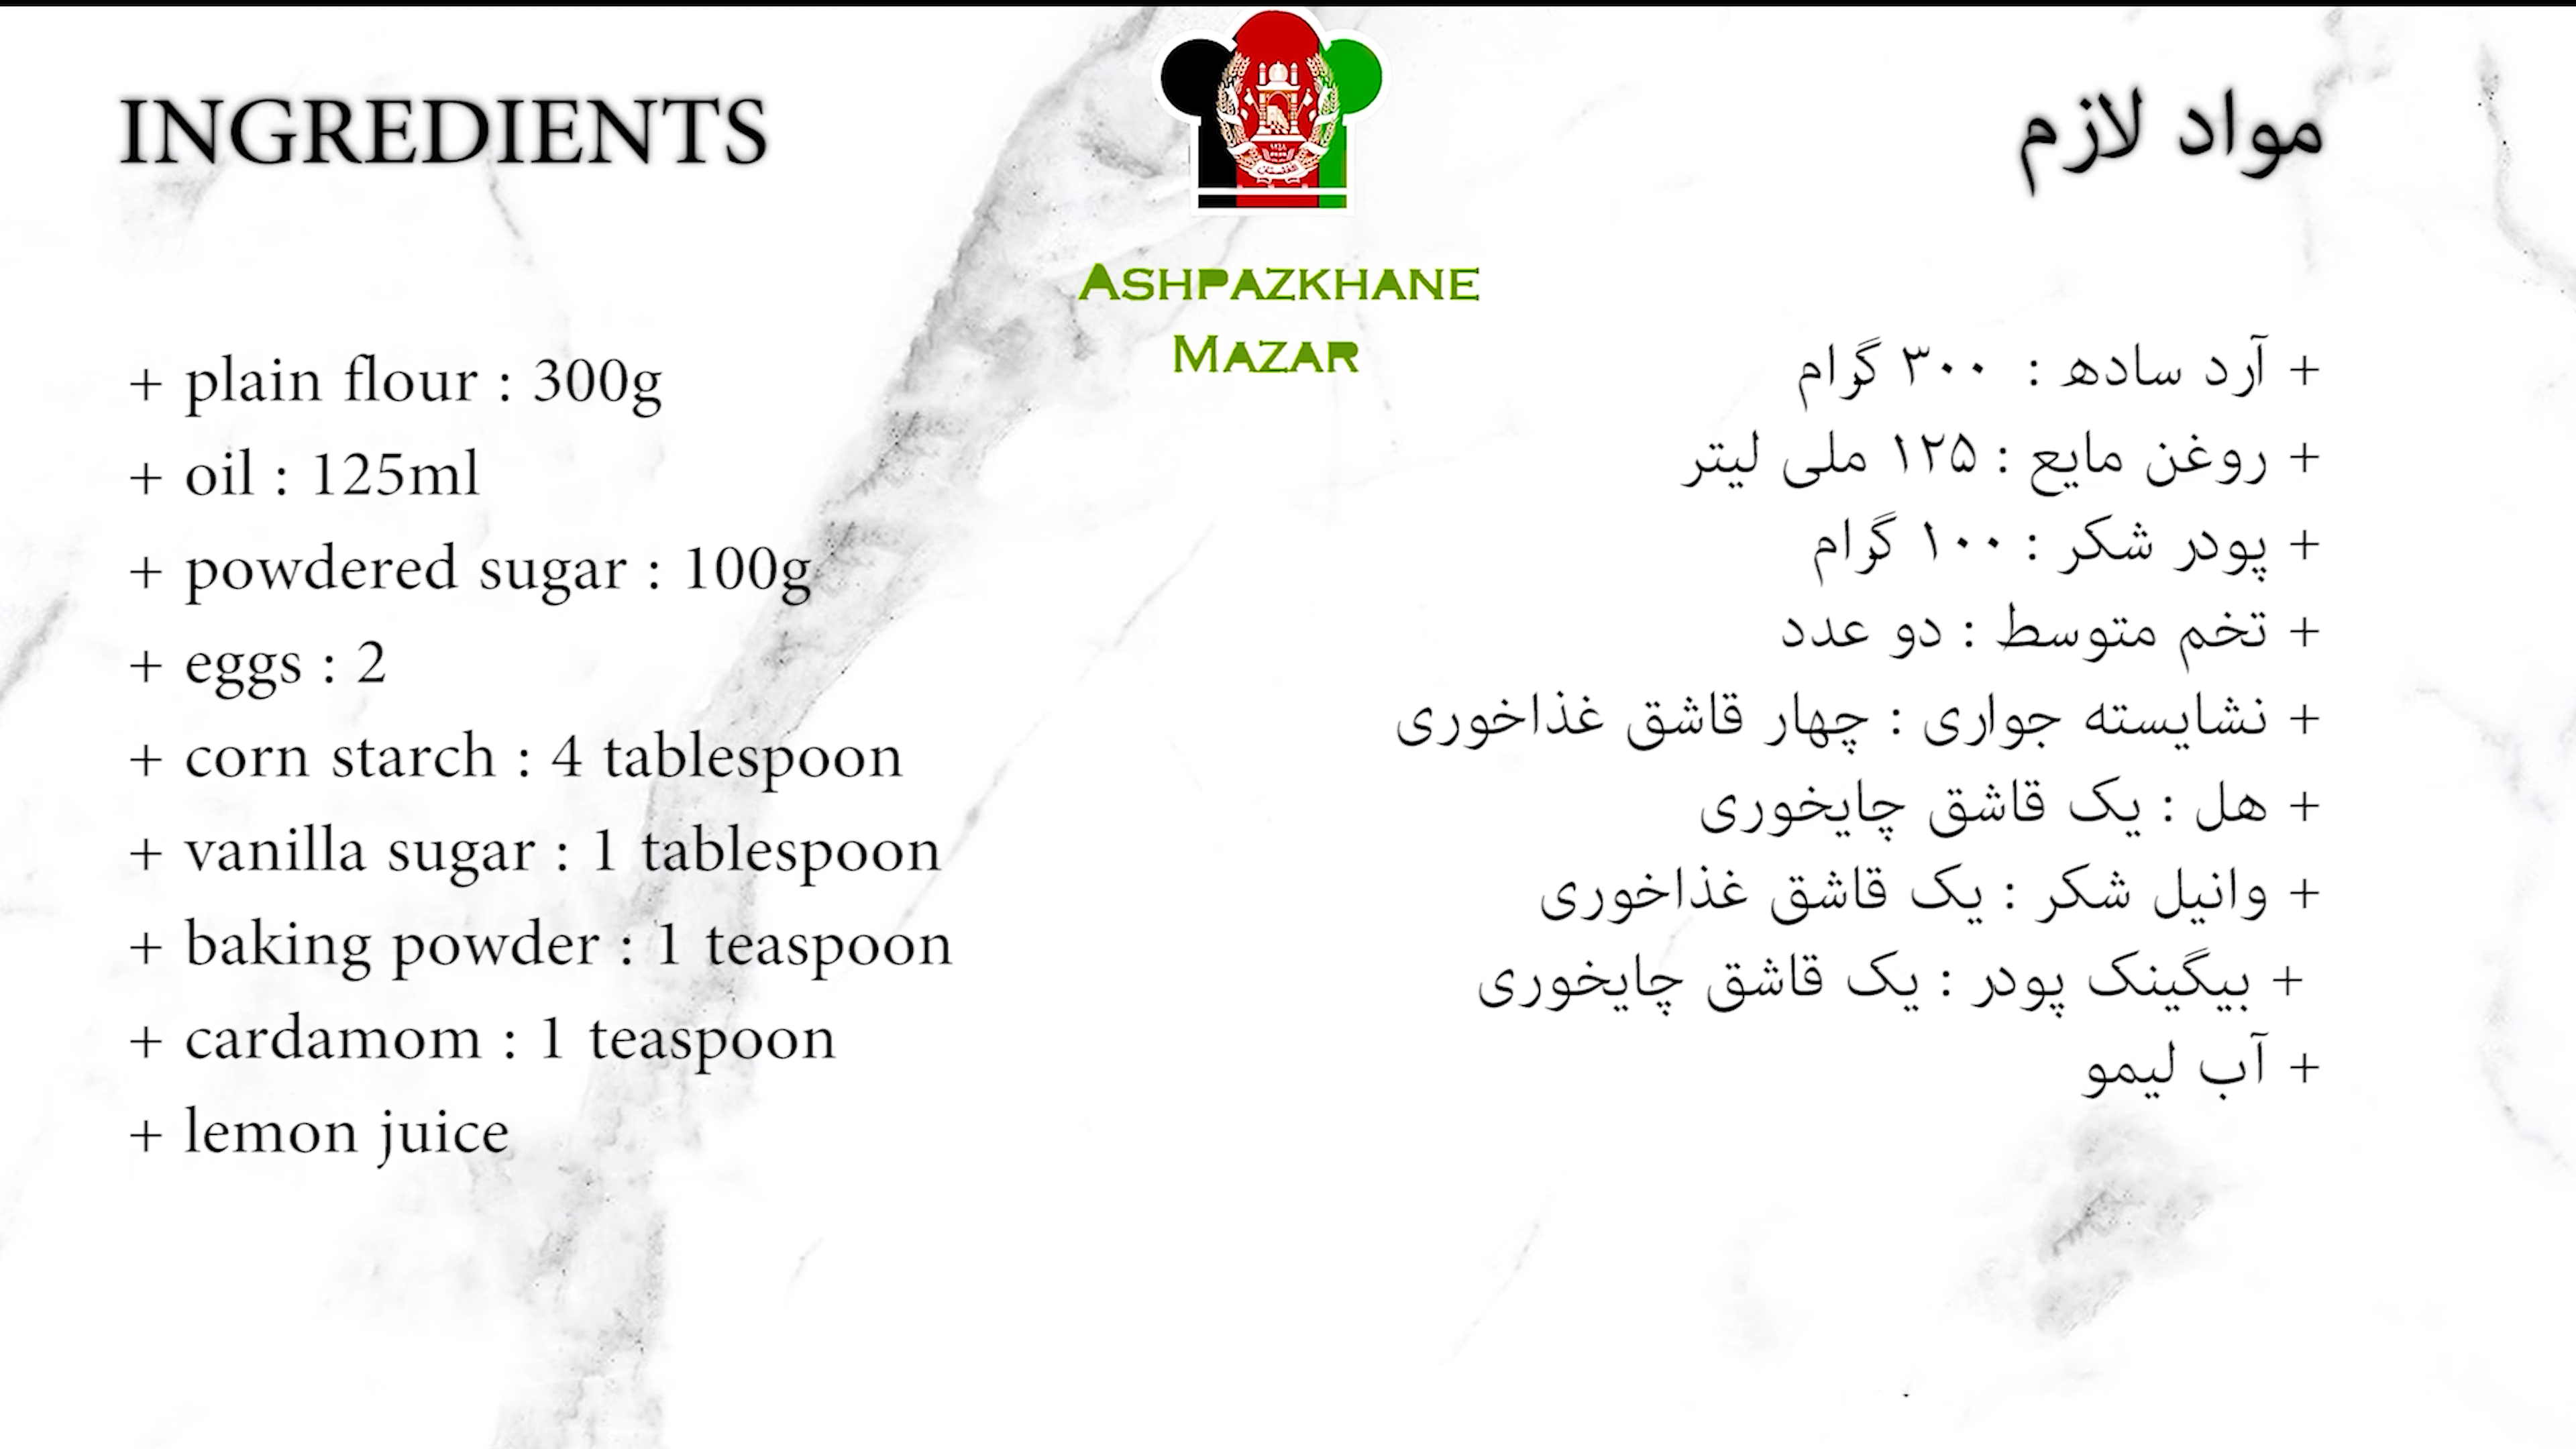 INGREDIENTS
+ plain flour : 300g
+ oil : 125ml
+ powdered sugar : 100g
+ eggs : 2
+ corn starch : 4 tablespoon
+ vanilla sugar : 1 tablespoon
+ baking powder : 1 teaspoon
+ cardamom : 1 teaspoon
+ lemon juice
ASHPAZKHANE
MAZAR
مواد لازم
+ آرد ساده : ۳۰۰ گرام
+ روغن مایع : ۱۲۵ ملی لیتر
+ پودر شکر : ۱۰۰ گرام
+ تخم متوسط : دو عدد
+ نشایسته جواری : چهار قاشق غذاخوری
+ هل : یک قاشق چایخوری
+ وانیل شکر : یک قاشق غذاخوری
+ بیگینک پودر : یک قاشق چایخوری
+ آب لیمو